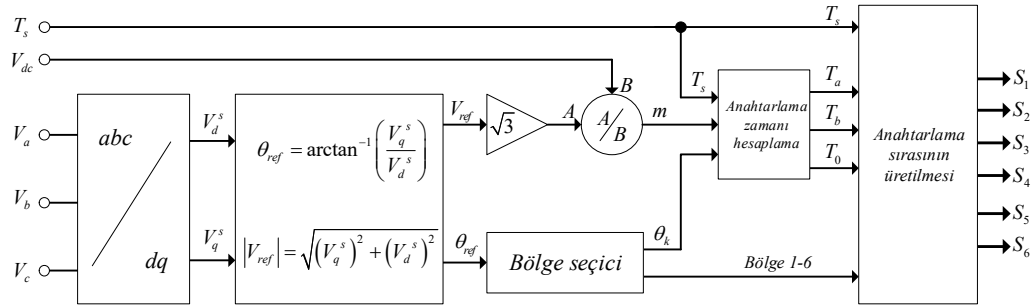 T_s
T_s
V_dc
B
T_s
T_a
S_1
V_ref
√3
A
A/B
m
Anahtarlama
zamanı
hesaplama
S_2
V_a
abc
V_d^s
θ_ref = arctan⁻¹(V_q^s / V_d^s)
T_b
Anahtarlama
sırasının
üretilmesi
S_3
T_0
S_4
V_b
V_q^s
|V_ref| = √((V_q^s)² + (V_d^s)²)
θ_ref
Bölge seçici
θ_k
S_5
V_c
dq
Bölge 1-6
S_6